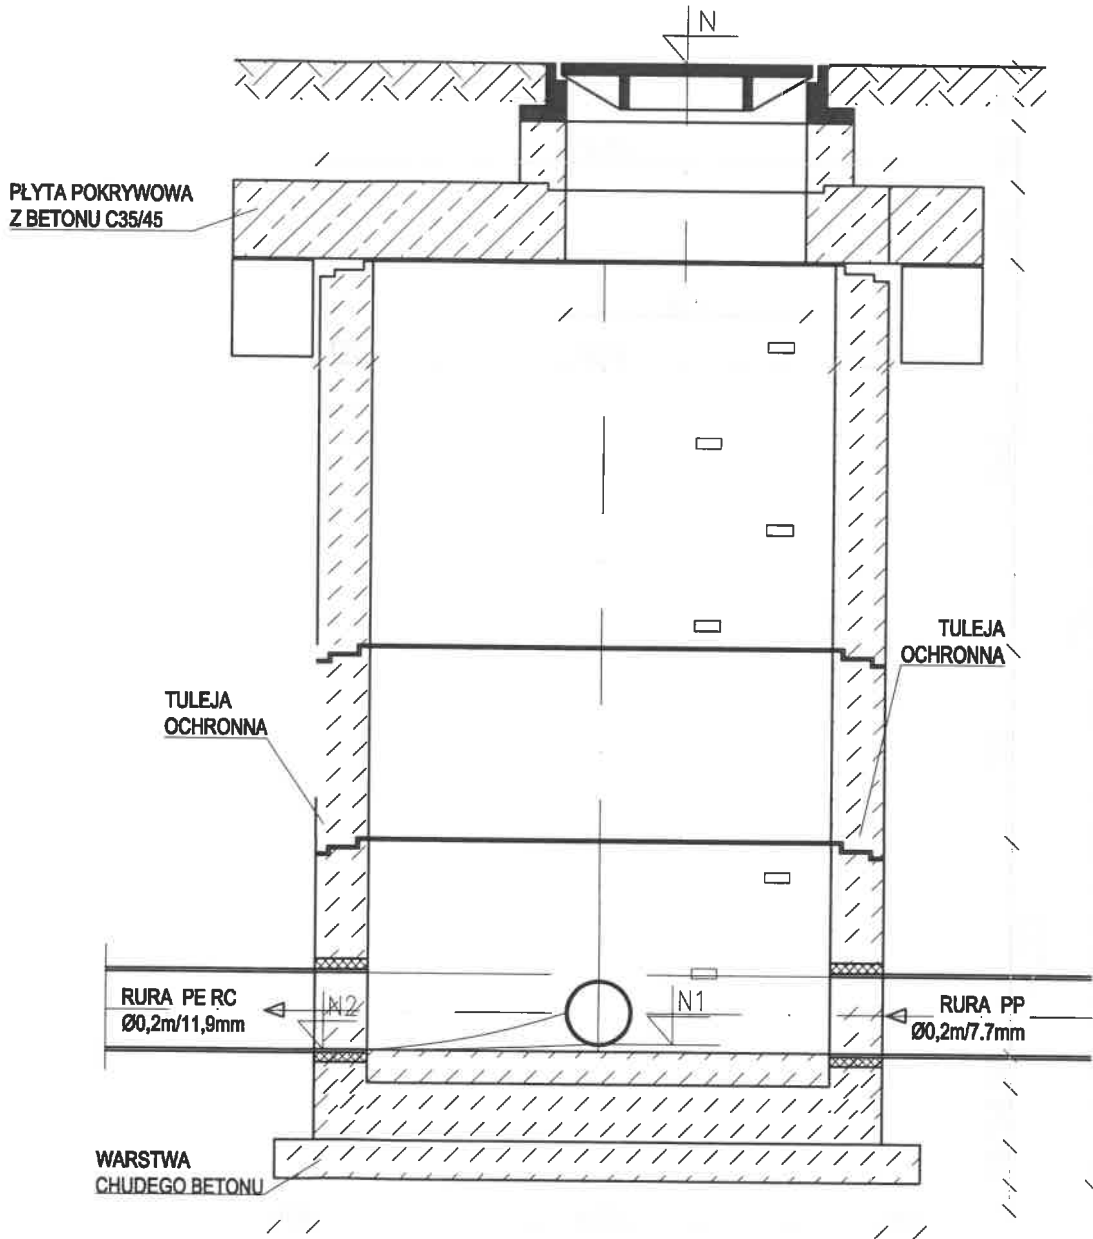 N
PŁYTA POKRYWOWA
Z BETONU C35/45
TULEJA
OCHRONNA
TULEJA
OCHRONNA
RURA PE RC
Ø0,2m/11,9mm
N2
N1
RURA PP
Ø0,2m/7.7mm
WARSTWA
CHUDEGO BETONU